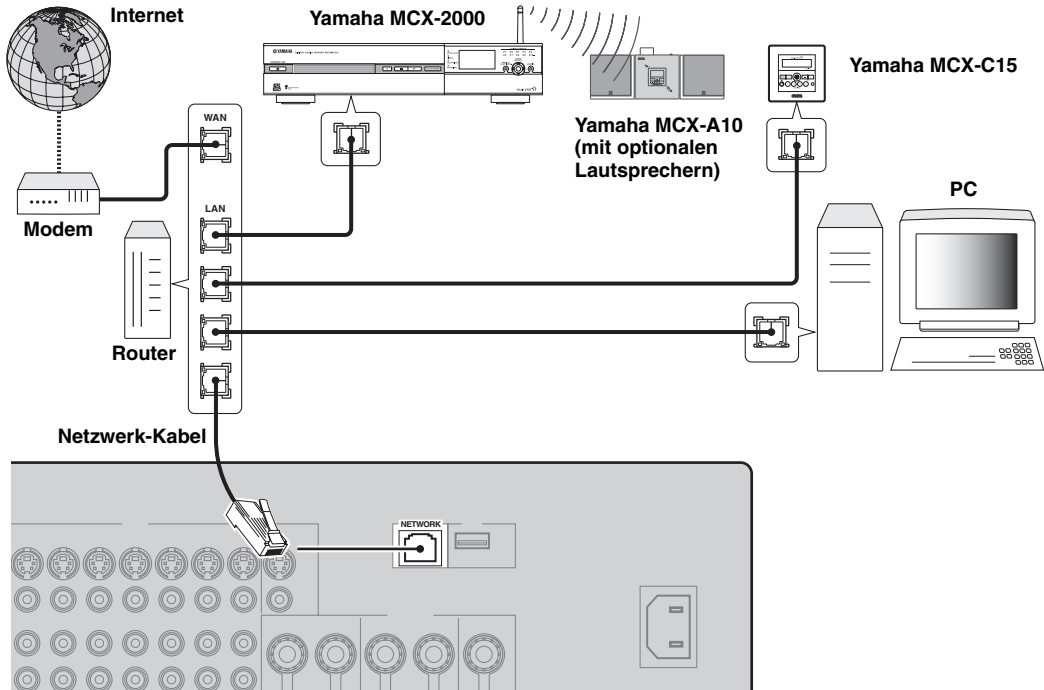 Internet
Yamaha MCX-2000
YAMAHA
Yamaha MCX-C15
WAN
Yamaha MCX-A10
(mit optionalen
Lautsprechern)
PC
Modem
LAN
Router
Netzwerk-Kabel
NETWORK